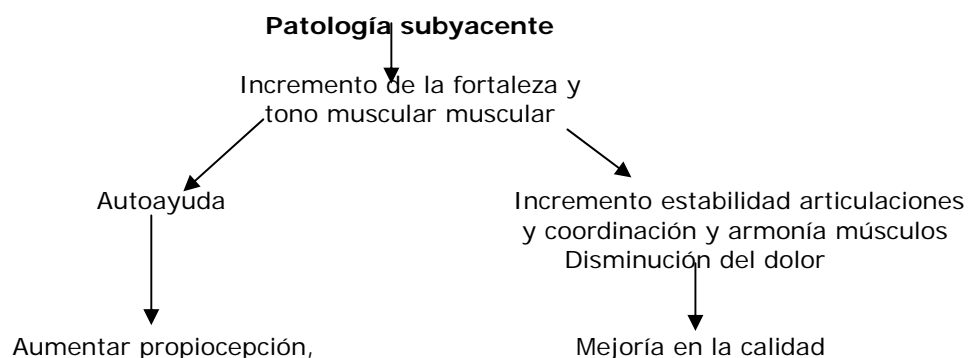 Patología subyacente
Incremento de la fortaleza y
tono muscular muscular
Autoayuda
Incremento estabilidad articulaciones
y coordinación y armonía músculos
Disminución del dolor
Aumentar propiocepción,
Mejoría en la calidad